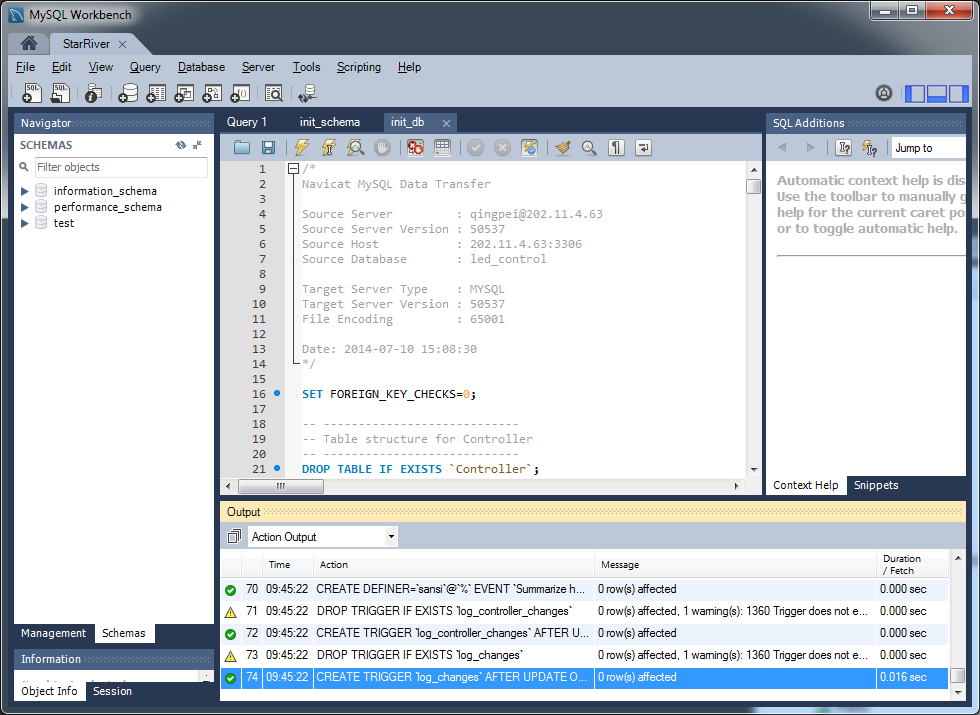 MySQL Workbench
StarRiver
File Edit View Query Database Server Tools Scripting Help
Navigator
SCHEMAS
Filter objects
information_schema
performance_schema
test
Management Schemas
Information
Object Info Session
Query 1 init_schema init_db
1 /*
2 Navicat MySQL Data Transfer
3
4 Source Server : qingpei@202.11.4.63
5 Source Server Version : 50537
6 Source Host : 202.11.4.63:3306
7 Source Database : led_control
8
9 Target Server Type : MYSQL
10 Target Server Version : 50537
11 File Encoding : 65001
12
13 Date: 2014-07-10 15:08:30
14 */
15
16 SET FOREIGN_KEY_CHECKS=0;
17
18 -- ----------------------------
19 -- Table structure for Controller
20 -- ----------------------------
21 DROP TABLE IF EXISTS `Controller`;
SQL Additions
Jump to
Automatic context help is dis
Use the toolbar to manually g
help for the current caret po
or to toggle automatic help.
Context Help Snippets
Output
Action Output
Time Action Message Duration / Fetch
70 09:45:22 CREATE DEFINER=`sansi`@`%` EVENT `Summarize h... 0 row(s) affected 0.000 sec
71 09:45:22 DROP TRIGGER IF EXISTS `log_controller_changes` 0 row(s) affected, 1 warning(s): 1360 Trigger does not e... 0.000 sec
72 09:45:22 CREATE TRIGGER `log_controller_changes` AFTER U... 0 row(s) affected 0.000 sec
73 09:45:22 DROP TRIGGER IF EXISTS `log_changes` 0 row(s) affected, 1 warning(s): 1360 Trigger does not e... 0.000 sec
74 09:45:22 CREATE TRIGGER `log_changes` AFTER UPDATE O... 0 row(s) affected 0.016 sec